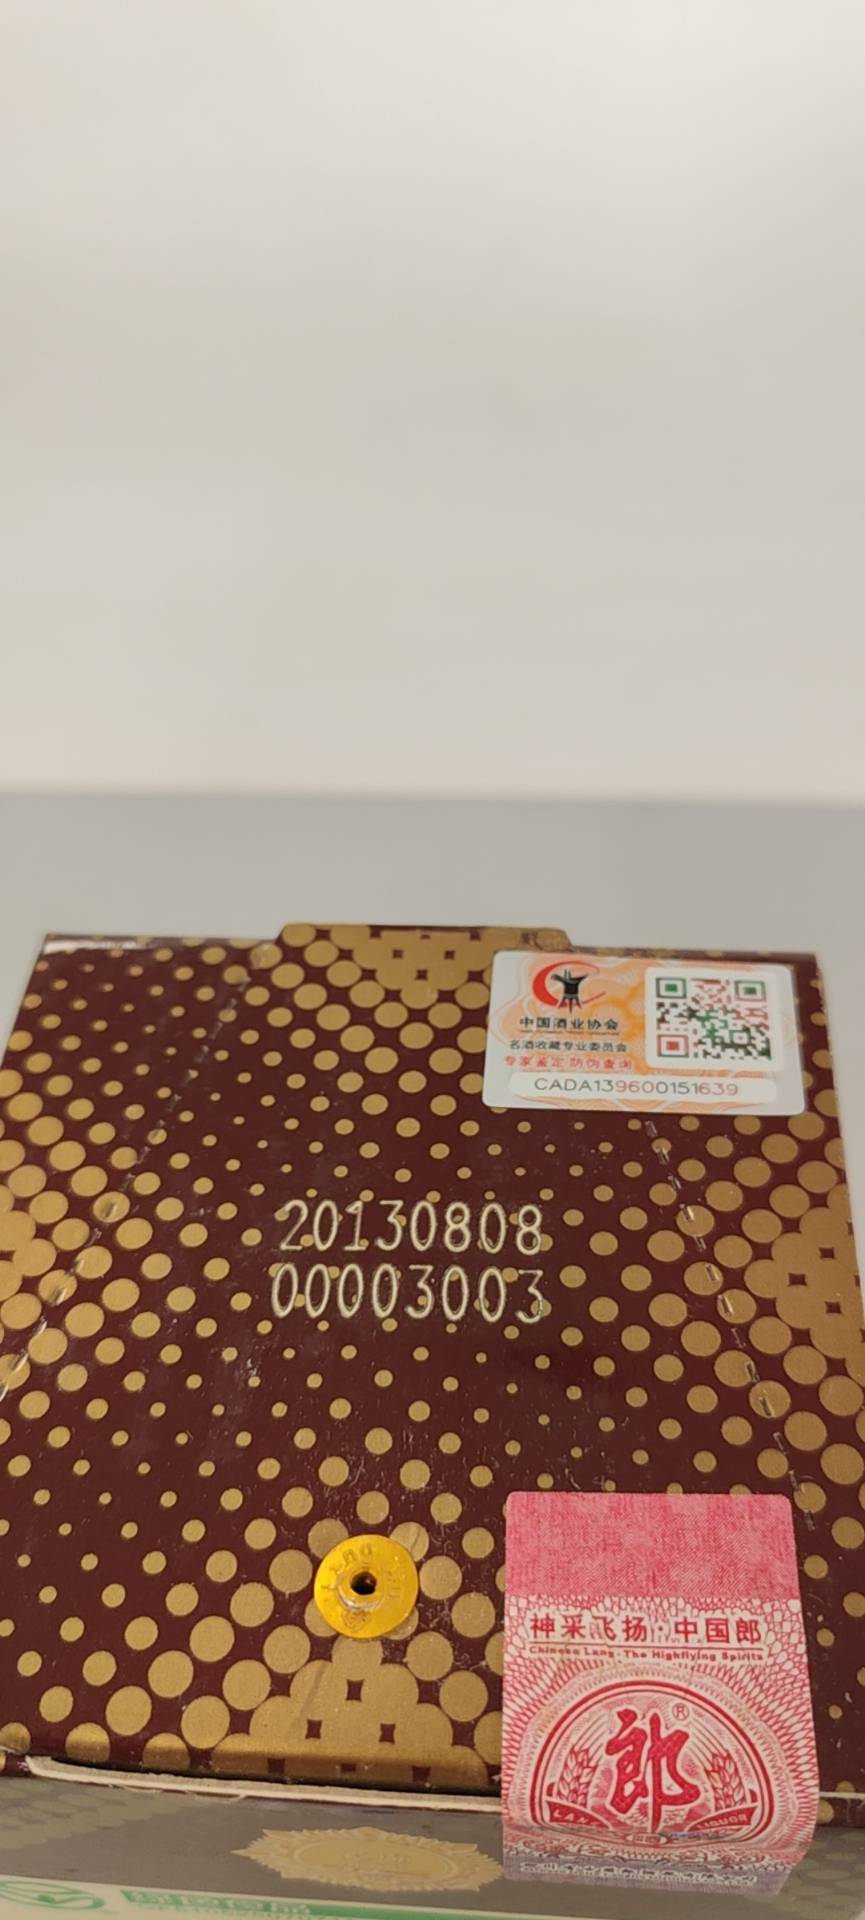 中国酒业协会
名酒收藏专业委员会
专家鉴定 防伪查询
CADA139600151639
20130808
00003003
神采飞扬·中国郎
Chinese Lang·The Highflying Spirits
郎®
LANG LIQUOR